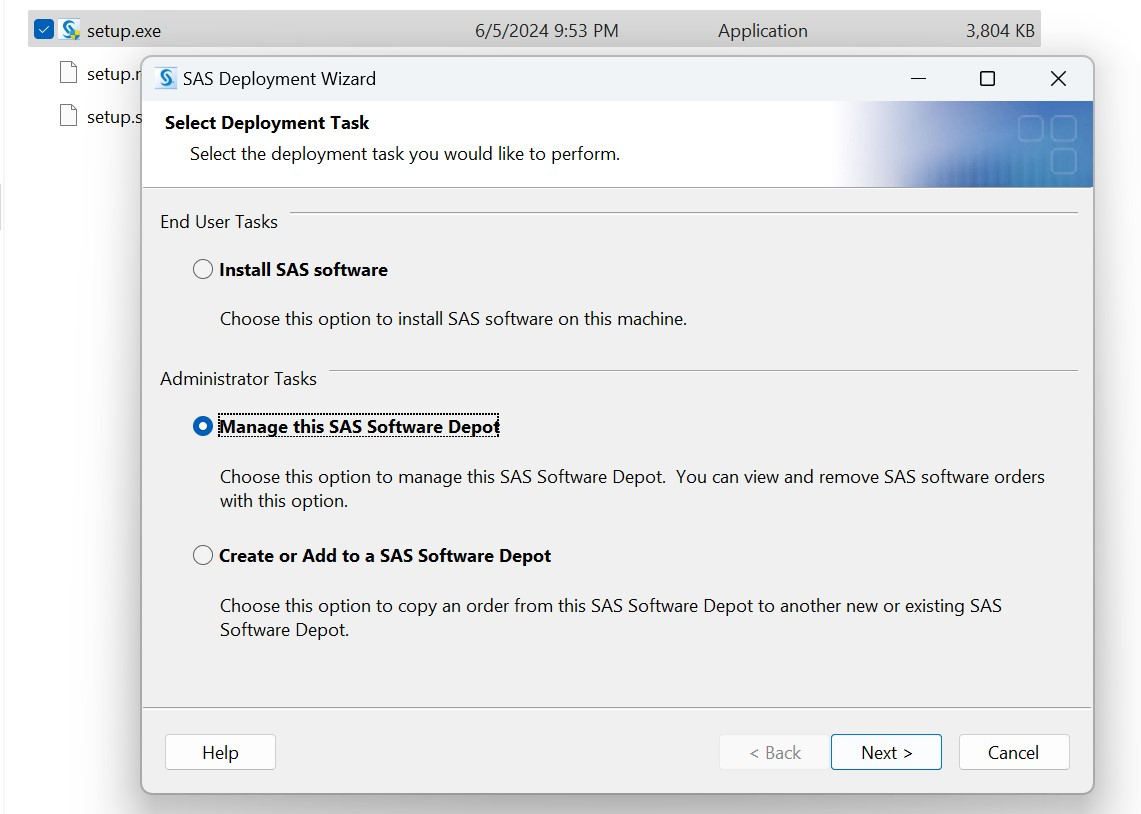 setup.exe 6/5/2024 9:53 PM Application 3,804 KB
setup.r
SAS Deployment Wizard
setup.s
Select Deployment Task
Select the deployment task you would like to perform.
End User Tasks
Install SAS software
Choose this option to install SAS software on this machine.
Administrator Tasks
Manage this SAS Software Depot
Choose this option to manage this SAS Software Depot. You can view and remove SAS software orders
with this option.
Create or Add to a SAS Software Depot
Choose this option to copy an order from this SAS Software Depot to another new or existing SAS
Software Depot.
Help
< Back
Next >
Cancel